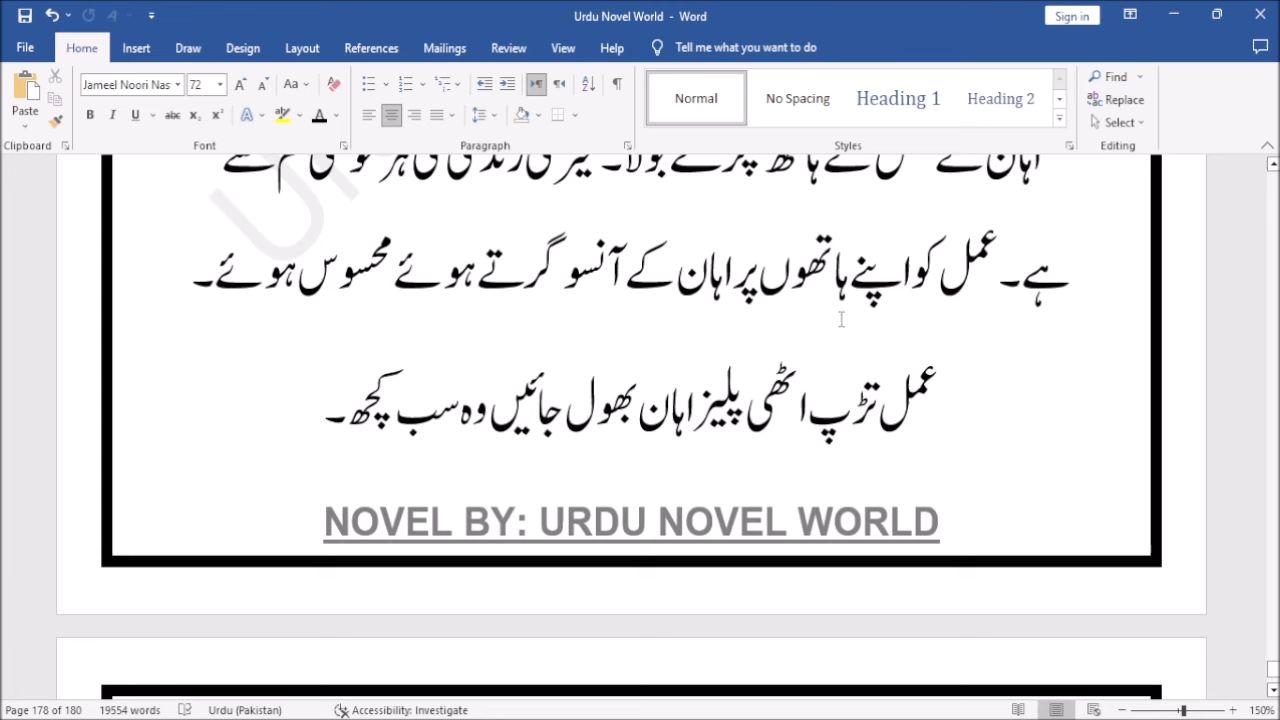 Urdu Novel World - Word
Sign in
File Home Insert Draw Design Layout References Mailings Review View Help Tell me what you want to do
Paste
Jameel Noori Nas 72
Normal
No Spacing
Heading 1
Heading 2
Find
Replace
Select
Clipboard Font Paragraph Styles Editing
ہے۔ عمل کو اپنے ہاتھوں پر اہان کے آنسو گرتے ہوئے محسوس ہوئے۔
عمل تڑپ اٹھی پلیز اہان بھول جائیں وہ سب کچھ۔
NOVEL BY: URDU NOVEL WORLD
Page 178 of 180 19554 words Urdu (Pakistan) Accessibility: Investigate 150%